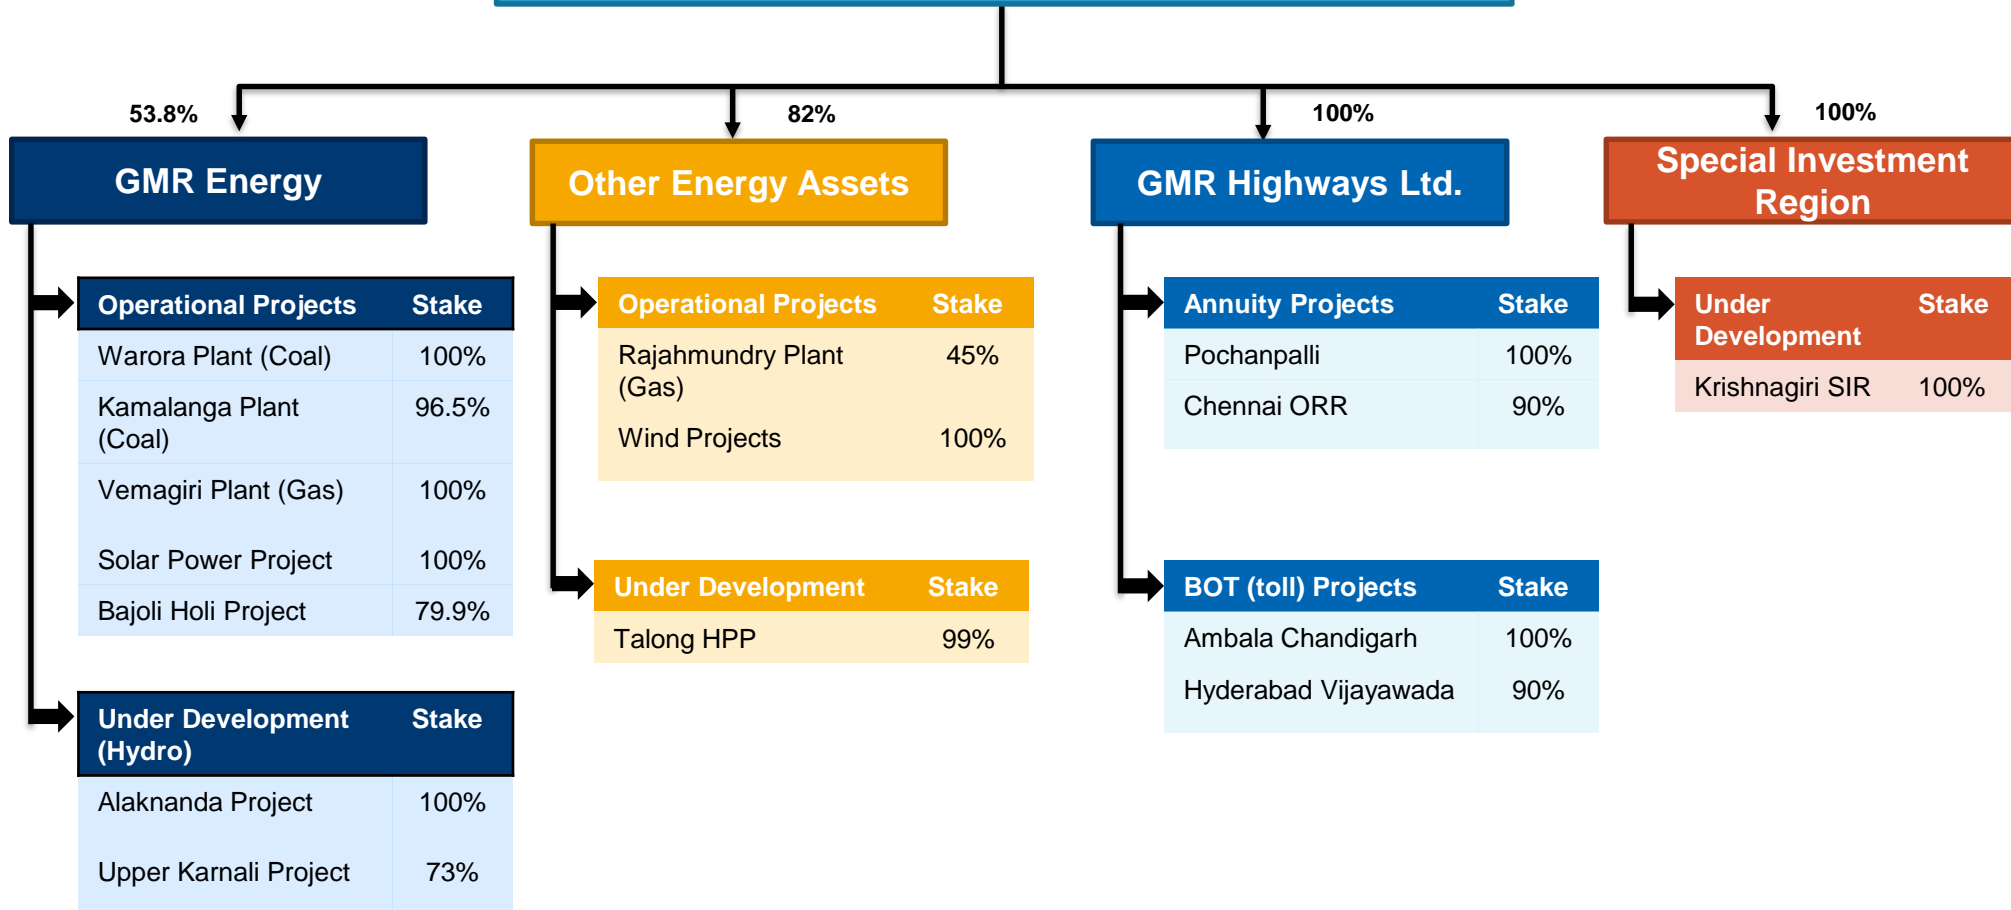 53.8%
82%
100%
100%
GMR Energy
Other Energy Assets
GMR Highways Ltd.
Special Investment
Region
Operational Projects Stake
Warora Plant (Coal) 100%
Kamalanga Plant 96.5%
(Coal)
Vemagiri Plant (Gas) 100%
Solar Power Project 100%
Bajoli Holi Project 79.9%
Under Development Stake
(Hydro)
Alaknanda Project 100%
Upper Karnali Project 73%
Operational Projects Stake
Rajahmundry Plant 45%
(Gas)
Wind Projects 100%
Under Development Stake
Talong HPP 99%
Annuity Projects Stake
Pochanpalli 100%
Chennai ORR 90%
BOT (toll) Projects Stake
Ambala Chandigarh 100%
Hyderabad Vijayawada 90%
Under Stake
Development
Krishnagiri SIR 100%